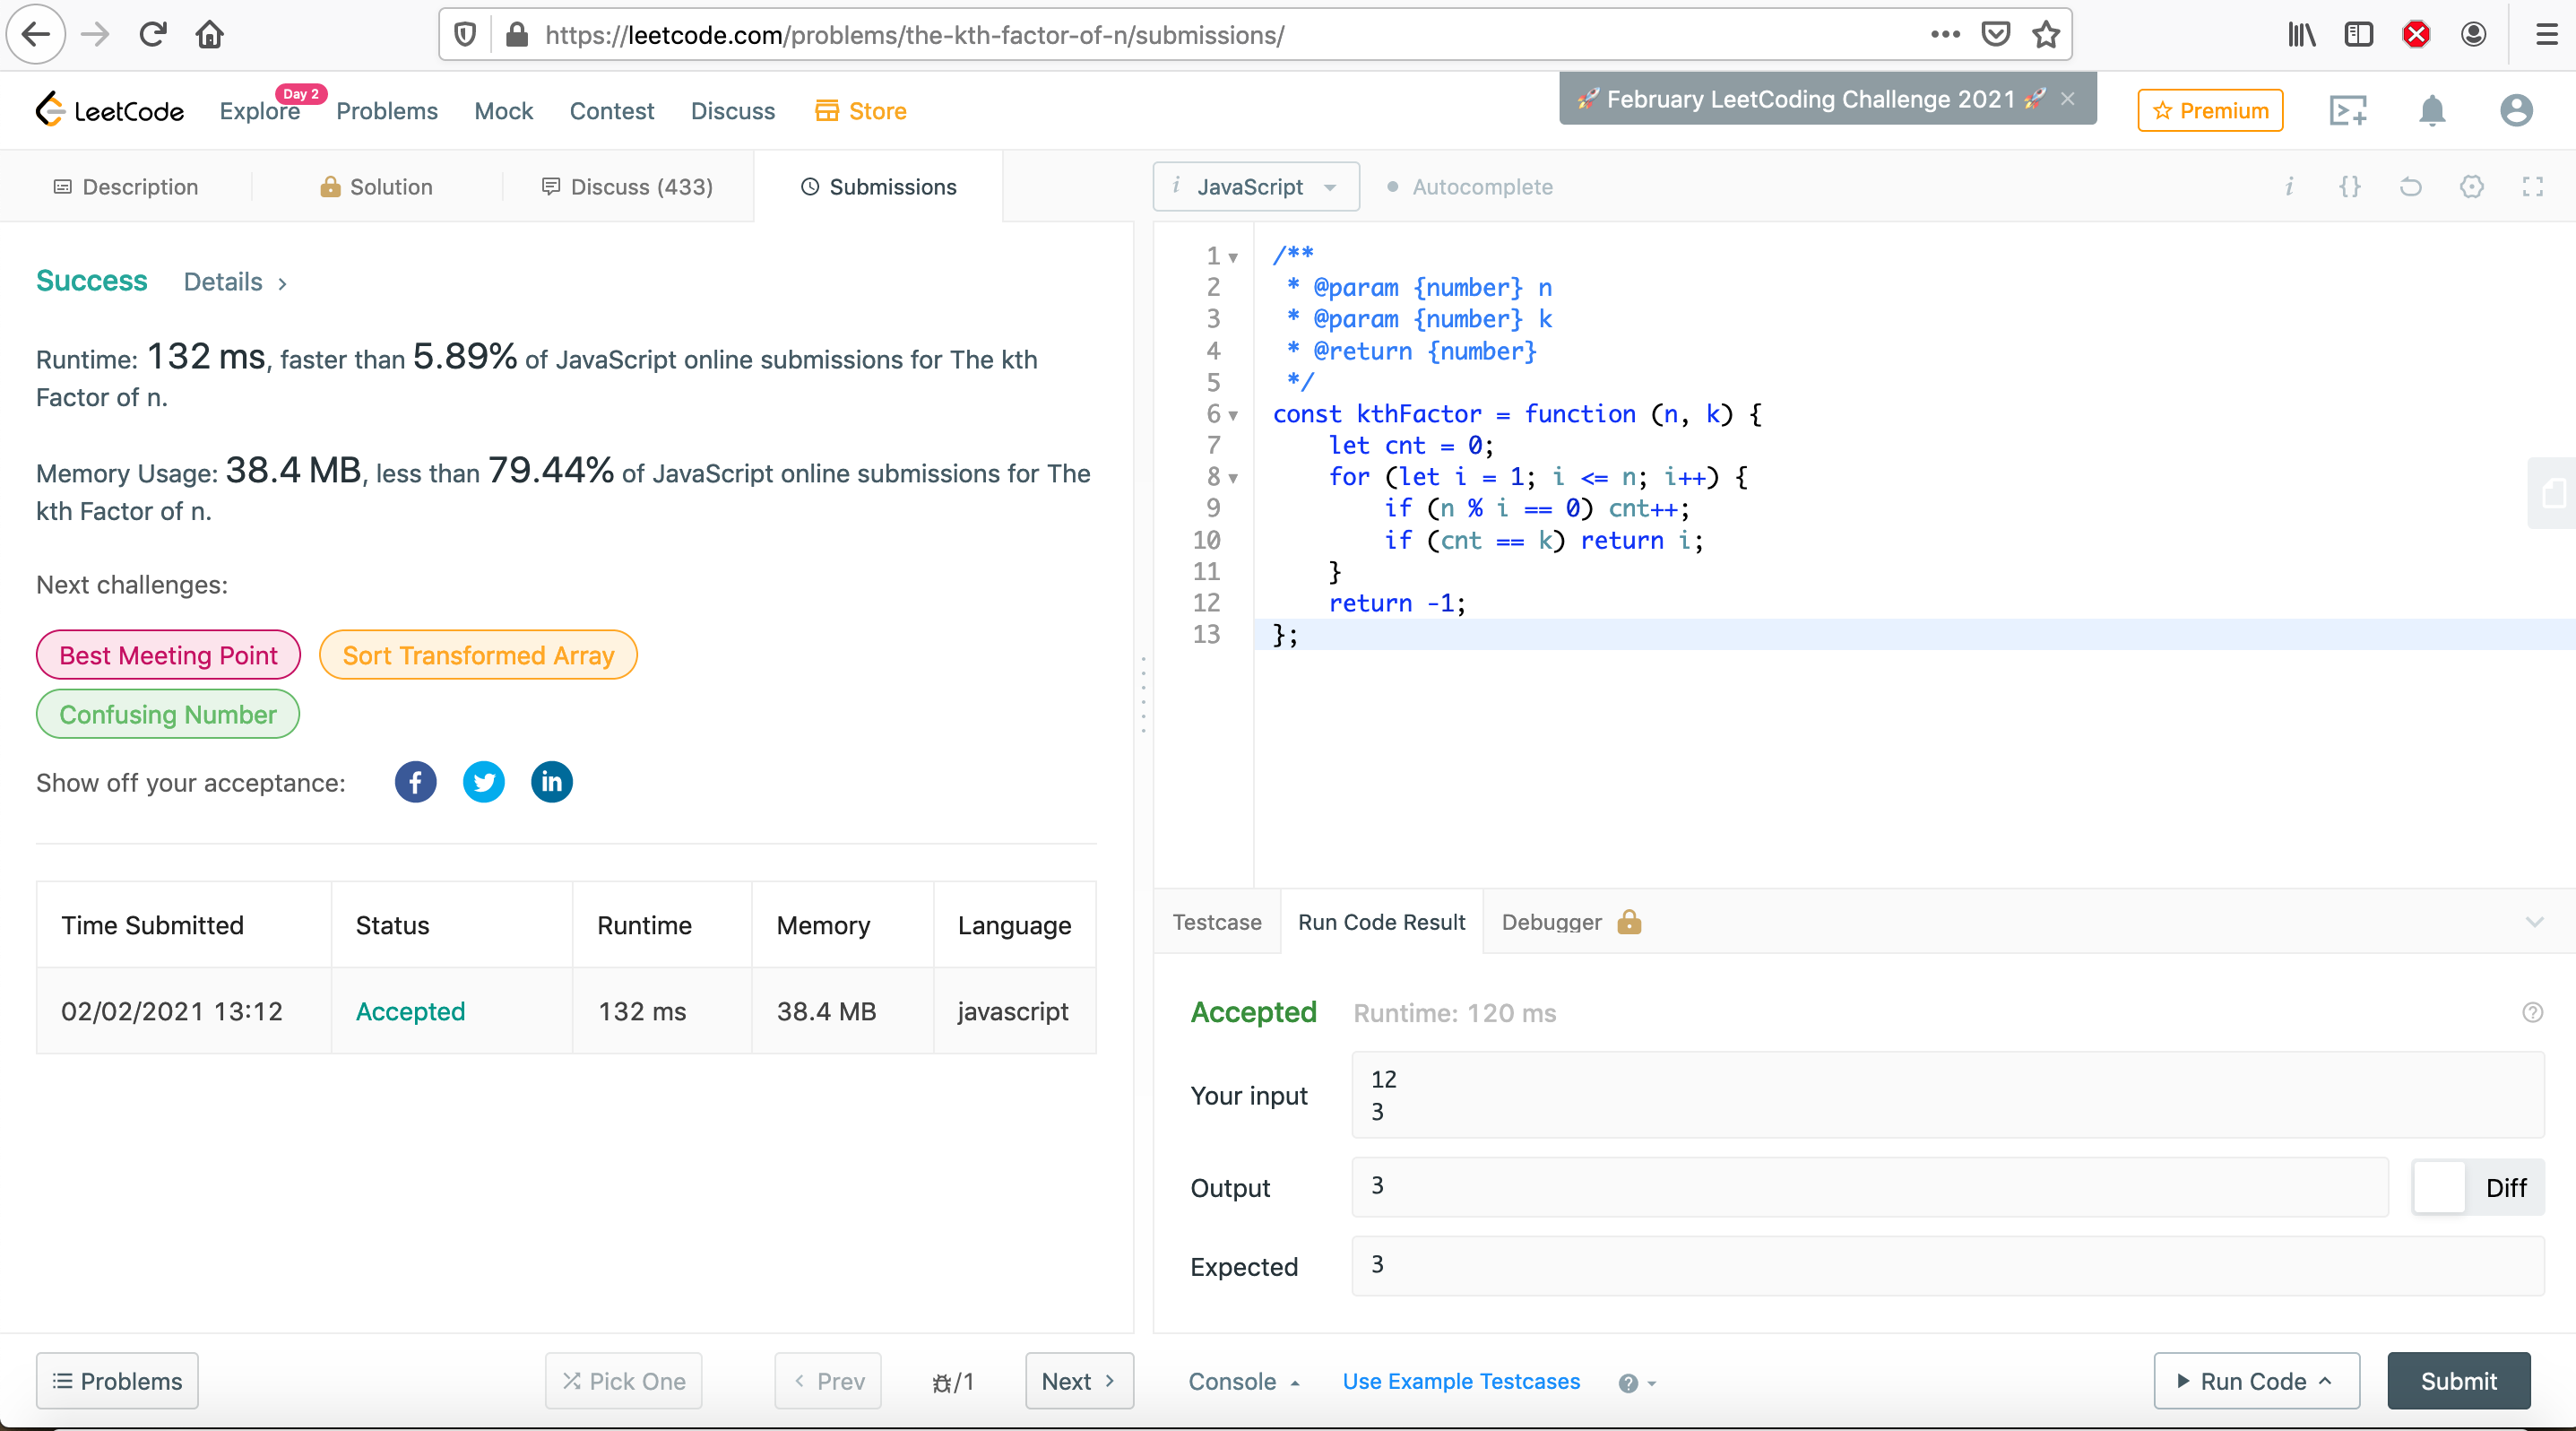 https://leetcode.com/problems/the-kth-factor-of-n/submissions/
LeetCode
Explore
Day 2
Problems
Mock
Contest
Discuss
Store
🚀 February LeetCoding Challenge 2021 🚀
Premium
Description
Solution
Discuss (433)
Submissions
Success
Details
Runtime: 132 ms, faster than 5.89% of JavaScript online submissions for The kth
Factor of n.
Memory Usage: 38.4 MB, less than 79.44% of JavaScript online submissions for The
kth Factor of n.
Next challenges:
Best Meeting Point
Sort Transformed Array
Confusing Number
Show off your acceptance:
Time Submitted Status Runtime Memory Language
02/02/2021 13:12 Accepted 132 ms 38.4 MB javascript
Problems
Pick One
Prev
/1
Next
i JavaScript
Autocomplete
1 /**
2 * @param {number} n
3 * @param {number} k
4 * @return {number}
5 */
6 const kthFactor = function (n, k) {
7 let cnt = 0;
8 for (let i = 1; i <= n; i++) {
9 if (n % i == 0) cnt++;
10 if (cnt == k) return i;
11 }
12 return -1;
13 };
Testcase
Run Code Result
Debugger
Accepted
Runtime: 120 ms
Your input
12
3
Output
3
Diff
Expected
3
Console
Use Example Testcases
Run Code
Submit